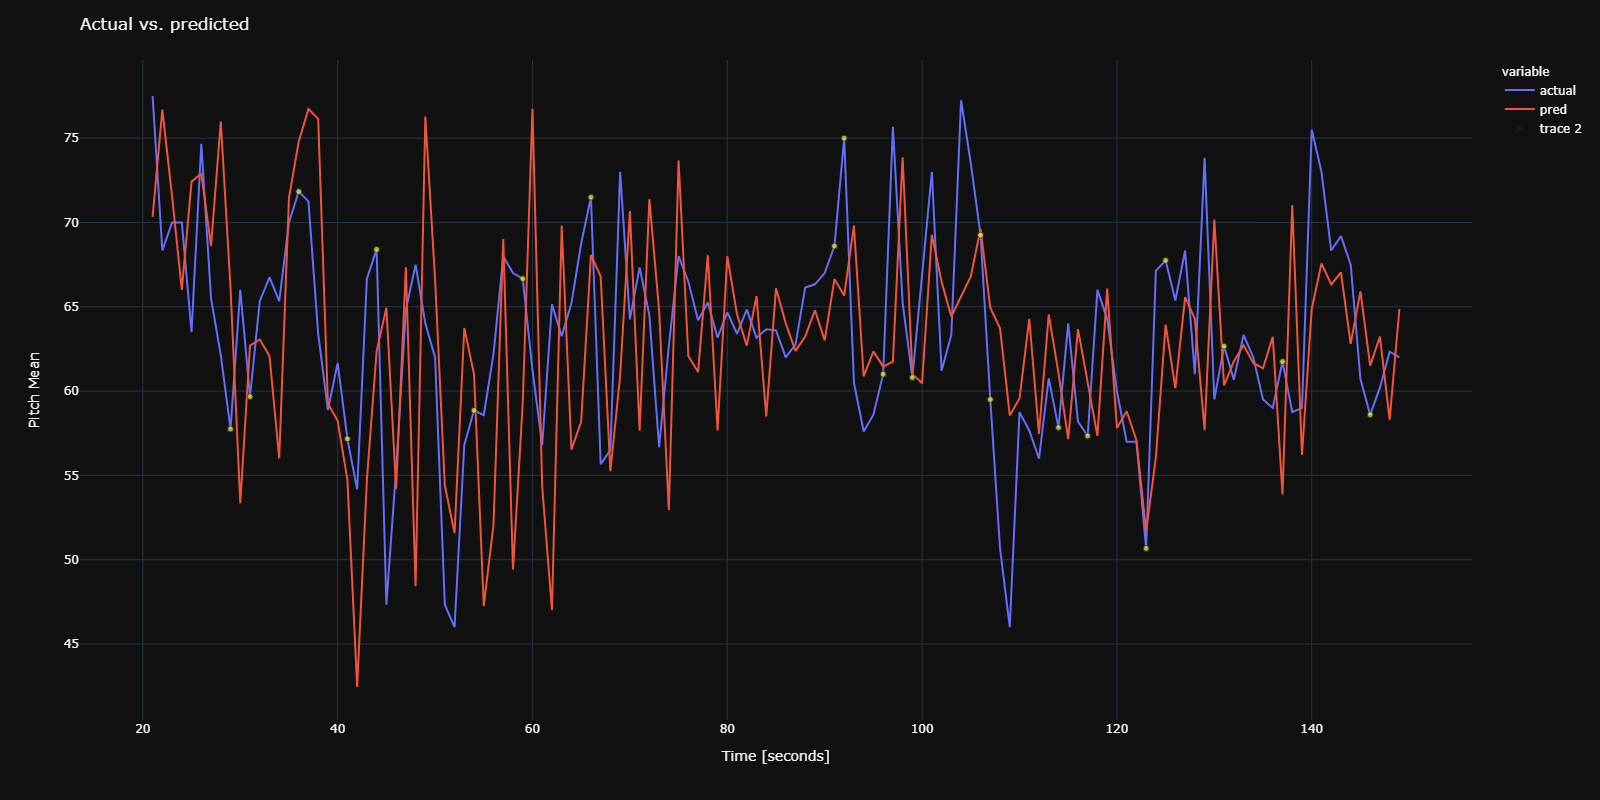 Actual vs. predicted
variable
actual
pred
trace 2
75
70
65
60
55
50
45
Pitch Mean
20
40
60
80
100
120
140
Time [seconds]